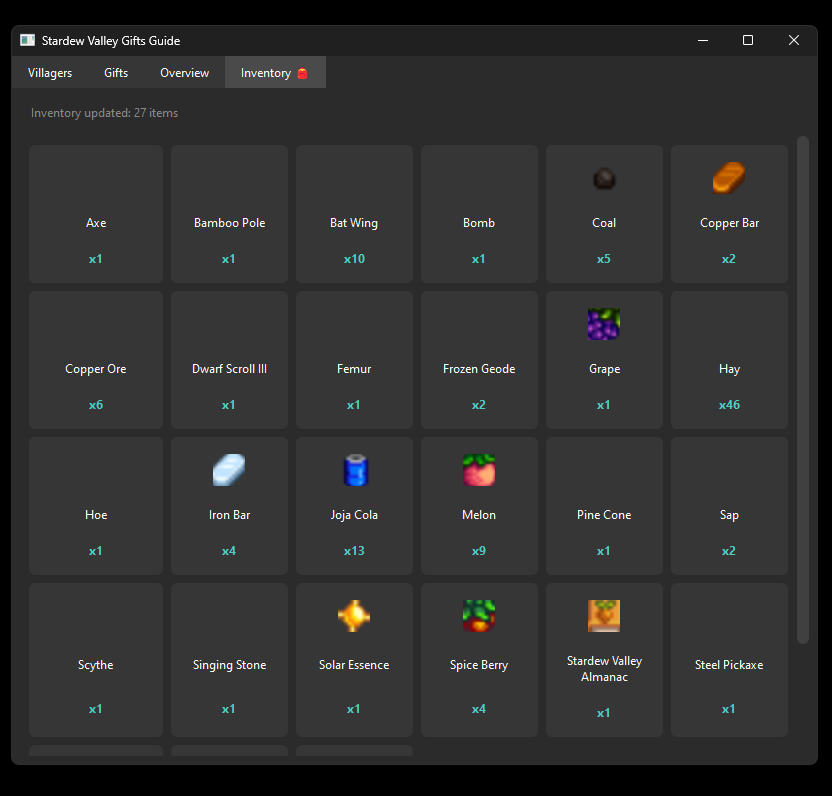 Stardew Valley Gifts Guide
Villagers Gifts Overview Inventory
Inventory updated: 27 items
Axe Bamboo Pole Bat Wing Bomb Coal Copper Bar
x1 x1 x10 x1 x5 x2
Copper Ore Dwarf Scroll III Femur Frozen Geode Grape Hay
x6 x1 x1 x2 x1 x46
Hoe Iron Bar Joja Cola Melon Pine Cone Sap
x1 x4 x13 x9 x1 x2
Scythe Singing Stone Solar Essence Spice Berry Stardew Valley Almanac Steel Pickaxe
x1 x1 x1 x4 x1 x1